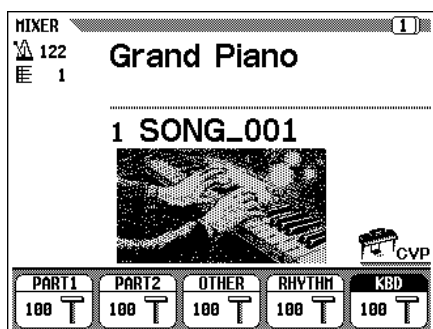 MIXER 1
122
1
Grand Piano
1 SONG_001
CVP
PART1 PART2 OTHER RHYTHM KBD
100 100 100 100 100